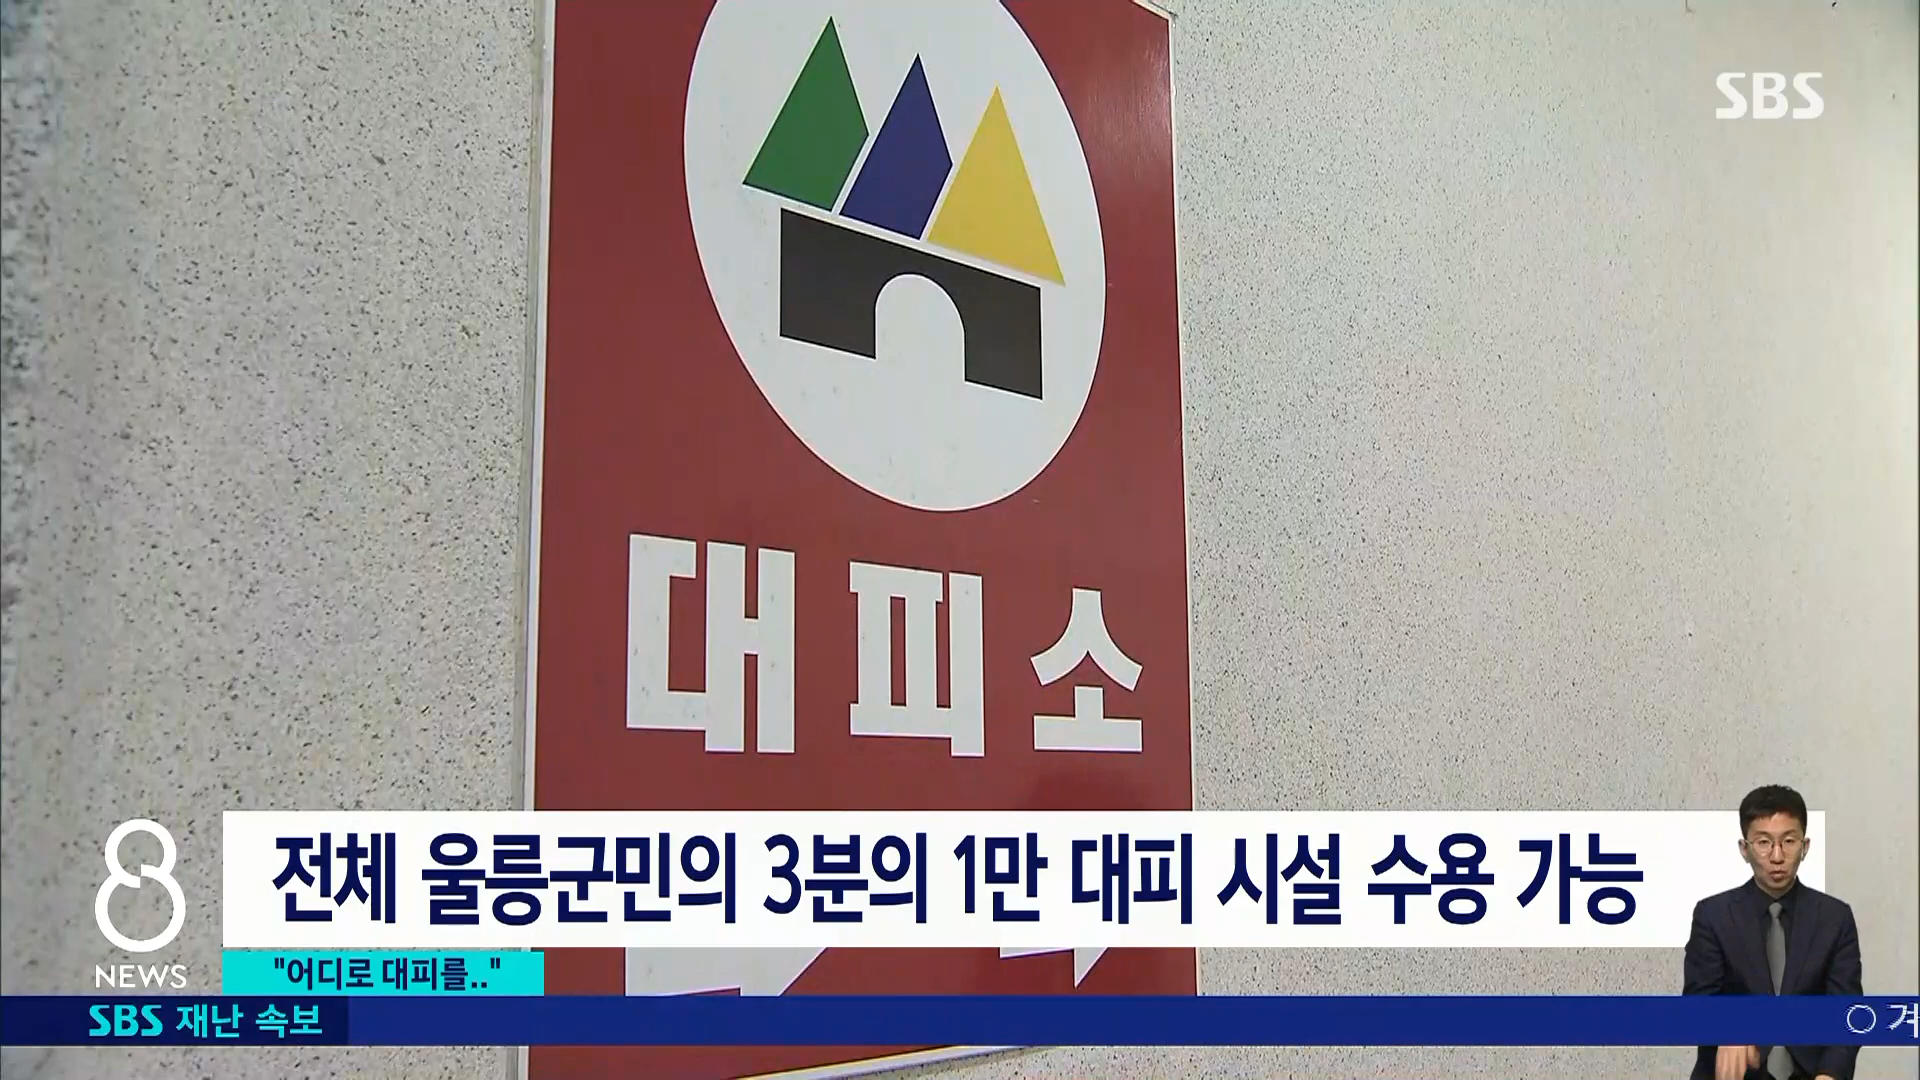 SBS
대피소
전체 울릉군민의 3분의 1만 대피 시설 수용 가능
8
NEWS
"어디로 대피를.."
SBS 재난 속보